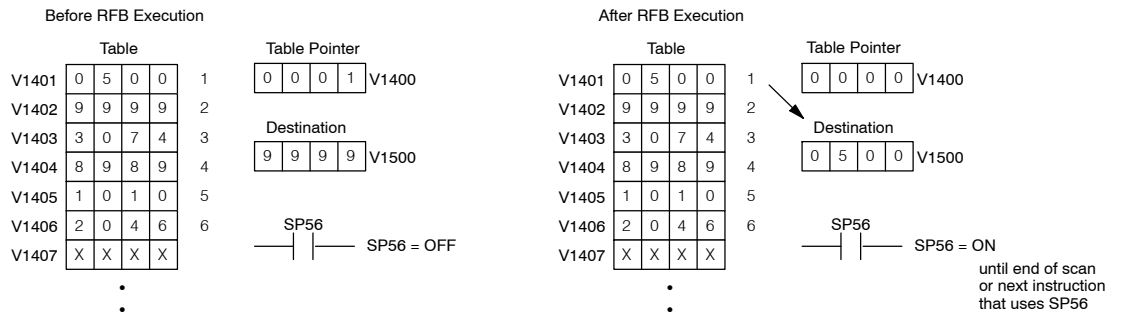 Before RFB Execution
Table
Table Pointer
V1401 0 5 0 0 1
0 0 0 1 V1400
V1402 9 9 9 9 2
V1403 3 0 7 4 3
Destination
V1404 8 9 8 9 4
9 9 9 9 V1500
V1405 1 0 1 0 5
V1406 2 0 4 6 6
SP56
SP56 = OFF
V1407 X X X X
After RFB Execution
Table
Table Pointer
V1401 0 5 0 0 1
0 0 0 0 V1400
V1402 9 9 9 9 2
V1403 3 0 7 4 3
Destination
V1404 8 9 8 9 4
0 5 0 0 V1500
V1405 1 0 1 0 5
V1406 2 0 4 6 6
SP56
SP56 = ON
V1407 X X X X
until end of scan
or next instruction
that uses SP56